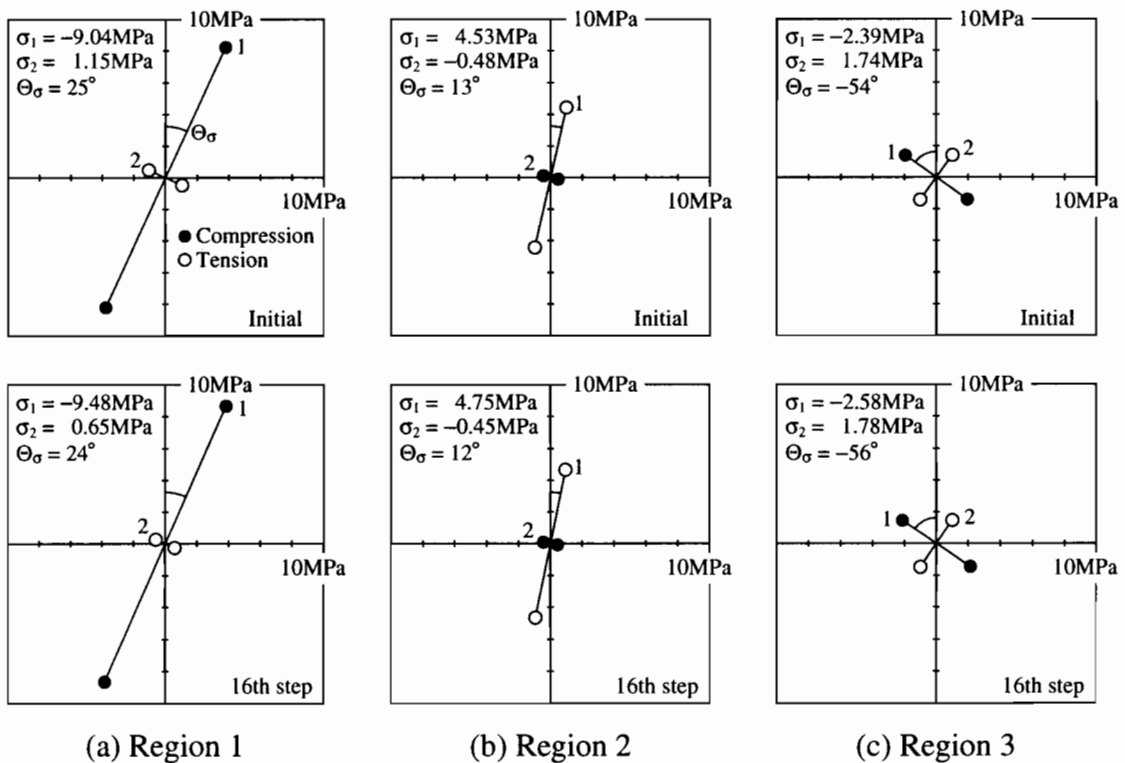 10MPa
σ1 = −9.04MPa
σ2 = 1.15MPa
Θσ = 25°
1
Θσ
2
10MPa
● Compression
○ Tension
Initial
10MPa
σ1 = 4.53MPa
σ2 = −0.48MPa
Θσ = 13°
1
2
10MPa
Initial
10MPa
σ1 = −2.39MPa
σ2 = 1.74MPa
Θσ = −54°
1
2
10MPa
Initial
10MPa
σ1 = −9.48MPa
σ2 = 0.65MPa
Θσ = 24°
1
2
10MPa
16th step
10MPa
σ1 = 4.75MPa
σ2 = −0.45MPa
Θσ = 12°
1
2
10MPa
16th step
10MPa
σ1 = −2.58MPa
σ2 = 1.78MPa
Θσ = −56°
1
2
10MPa
16th step
(a) Region 1
(b) Region 2
(c) Region 3